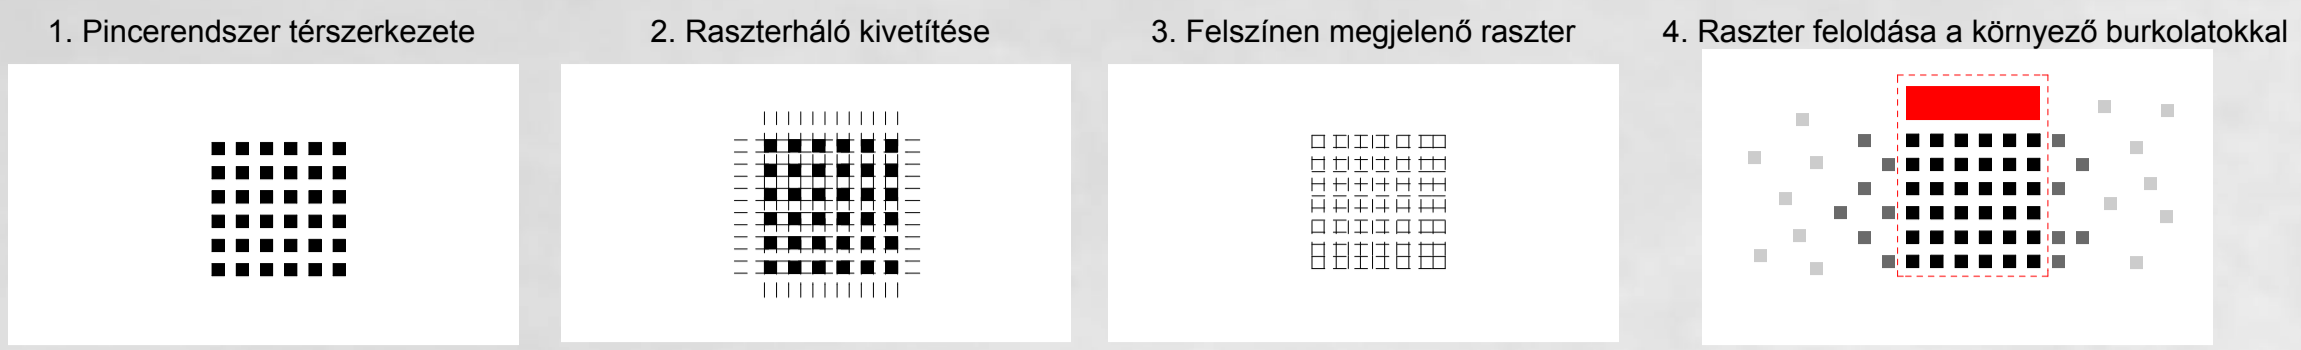 1. Pincerendszer térszerkezete
2. Raszterháló kivetítése
3. Felszínen megjelenő raszter
4. Raszter feloldása a környező burkolatokkal